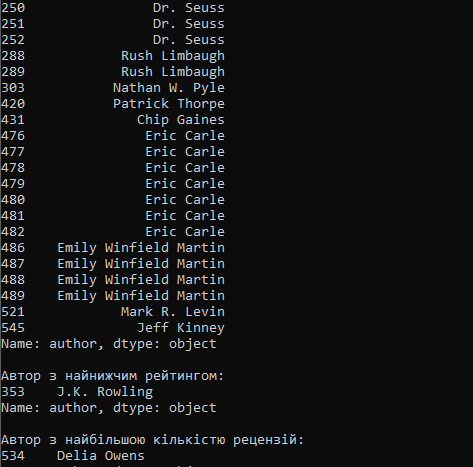 250 Dr. Seuss
251 Dr. Seuss
252 Dr. Seuss
288 Rush Limbaugh
289 Rush Limbaugh
303 Nathan W. Pyle
420 Patrick Thorpe
431 Chip Gaines
476 Eric Carle
477 Eric Carle
478 Eric Carle
479 Eric Carle
480 Eric Carle
481 Eric Carle
482 Eric Carle
486 Emily Winfield Martin
487 Emily Winfield Martin
488 Emily Winfield Martin
489 Emily Winfield Martin
521 Mark R. Levin
545 Jeff Kinney
Name: author, dtype: object
Автор з найнижчим рейтингом:
353 J.K. Rowling
Name: author, dtype: object
Автор з найбільшою кількістю рецензій:
534 Delia Owens